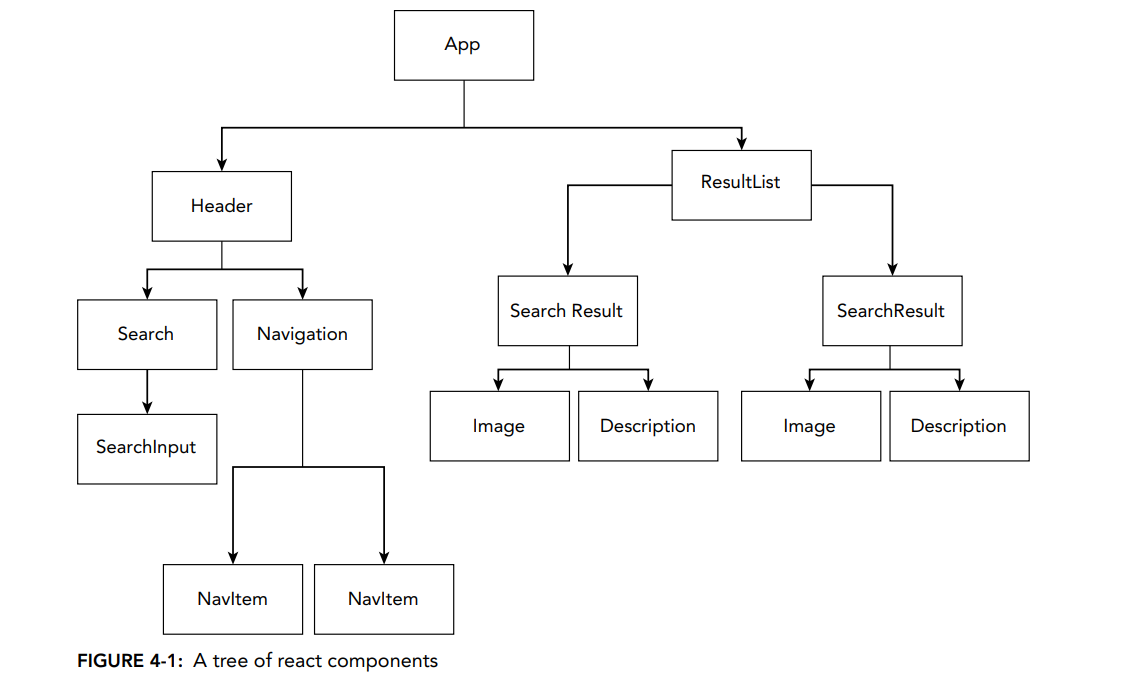 App
Header
ResultList
Search
Navigation
Search Result
SearchResult
SearchInput
Image
Description
Image
Description
NavItem
NavItem
FIGURE 4-1: A tree of react components